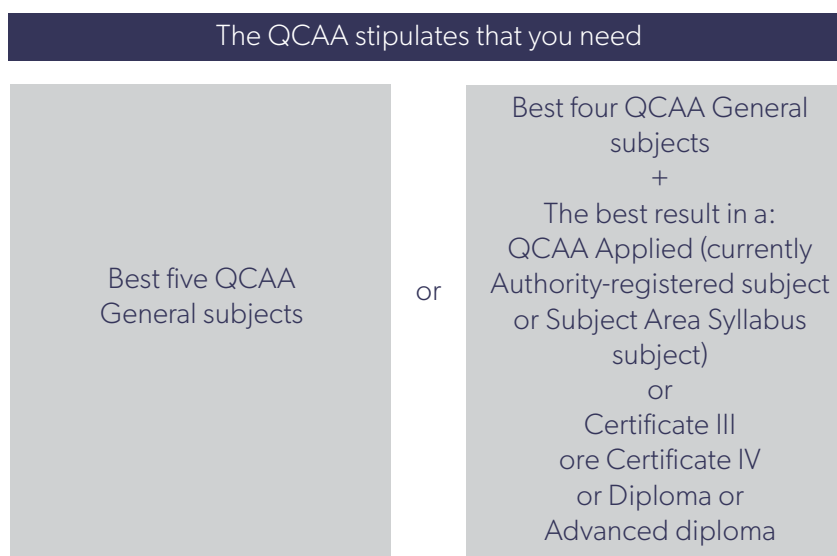 The QCAA stipulates that you need
Best five QCAA
General subjects
or
Best four QCAA General
subjects
+
The best result in a:
QCAA Applied (currently
Authority-registered subject
or Subject Area Syllabus
subject)
or
Certificate III
ore Certificate IV
or Diploma or
Advanced diploma